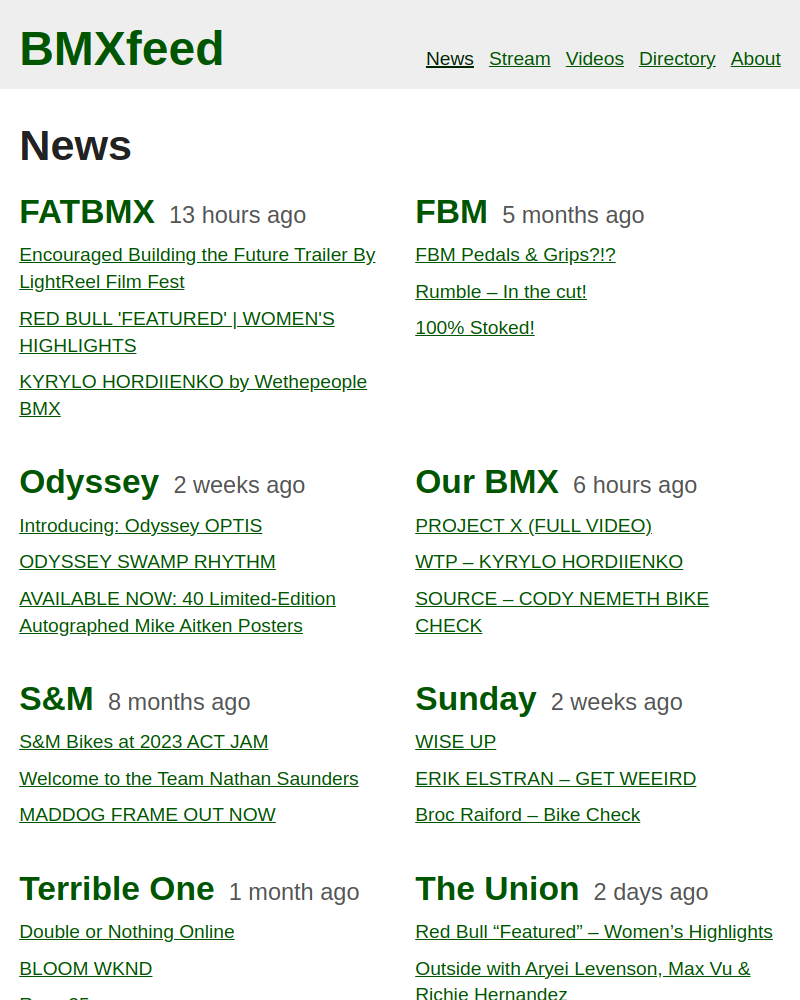 BMXfeed
News Stream Videos Directory About
News
FATBMX 13 hours ago
Encouraged Building the Future Trailer By
LightReel Film Fest
RED BULL 'FEATURED' | WOMEN'S
HIGHLIGHTS
KYRYLO HORDIIENKO by Wethepeople
BMX
FBM 5 months ago
FBM Pedals & Grips?!?
Rumble – In the cut!
100% Stoked!
Odyssey 2 weeks ago
Introducing: Odyssey OPTIS
ODYSSEY SWAMP RHYTHM
AVAILABLE NOW: 40 Limited-Edition
Autographed Mike Aitken Posters
Our BMX 6 hours ago
PROJECT X (FULL VIDEO)
WTP – KYRYLO HORDIIENKO
SOURCE – CODY NEMETH BIKE
CHECK
S&M 8 months ago
S&M Bikes at 2023 ACT JAM
Welcome to the Team Nathan Saunders
MADDOG FRAME OUT NOW
Sunday 2 weeks ago
WISE UP
ERIK ELSTRAN – GET WEEIRD
Broc Raiford – Bike Check
Terrible One 1 month ago
Double or Nothing Online
BLOOM WKND
The Union 2 days ago
Red Bull “Featured” – Women’s Highlights
Outside with Aryei Levenson, Max Vu &
Richie Hernandez